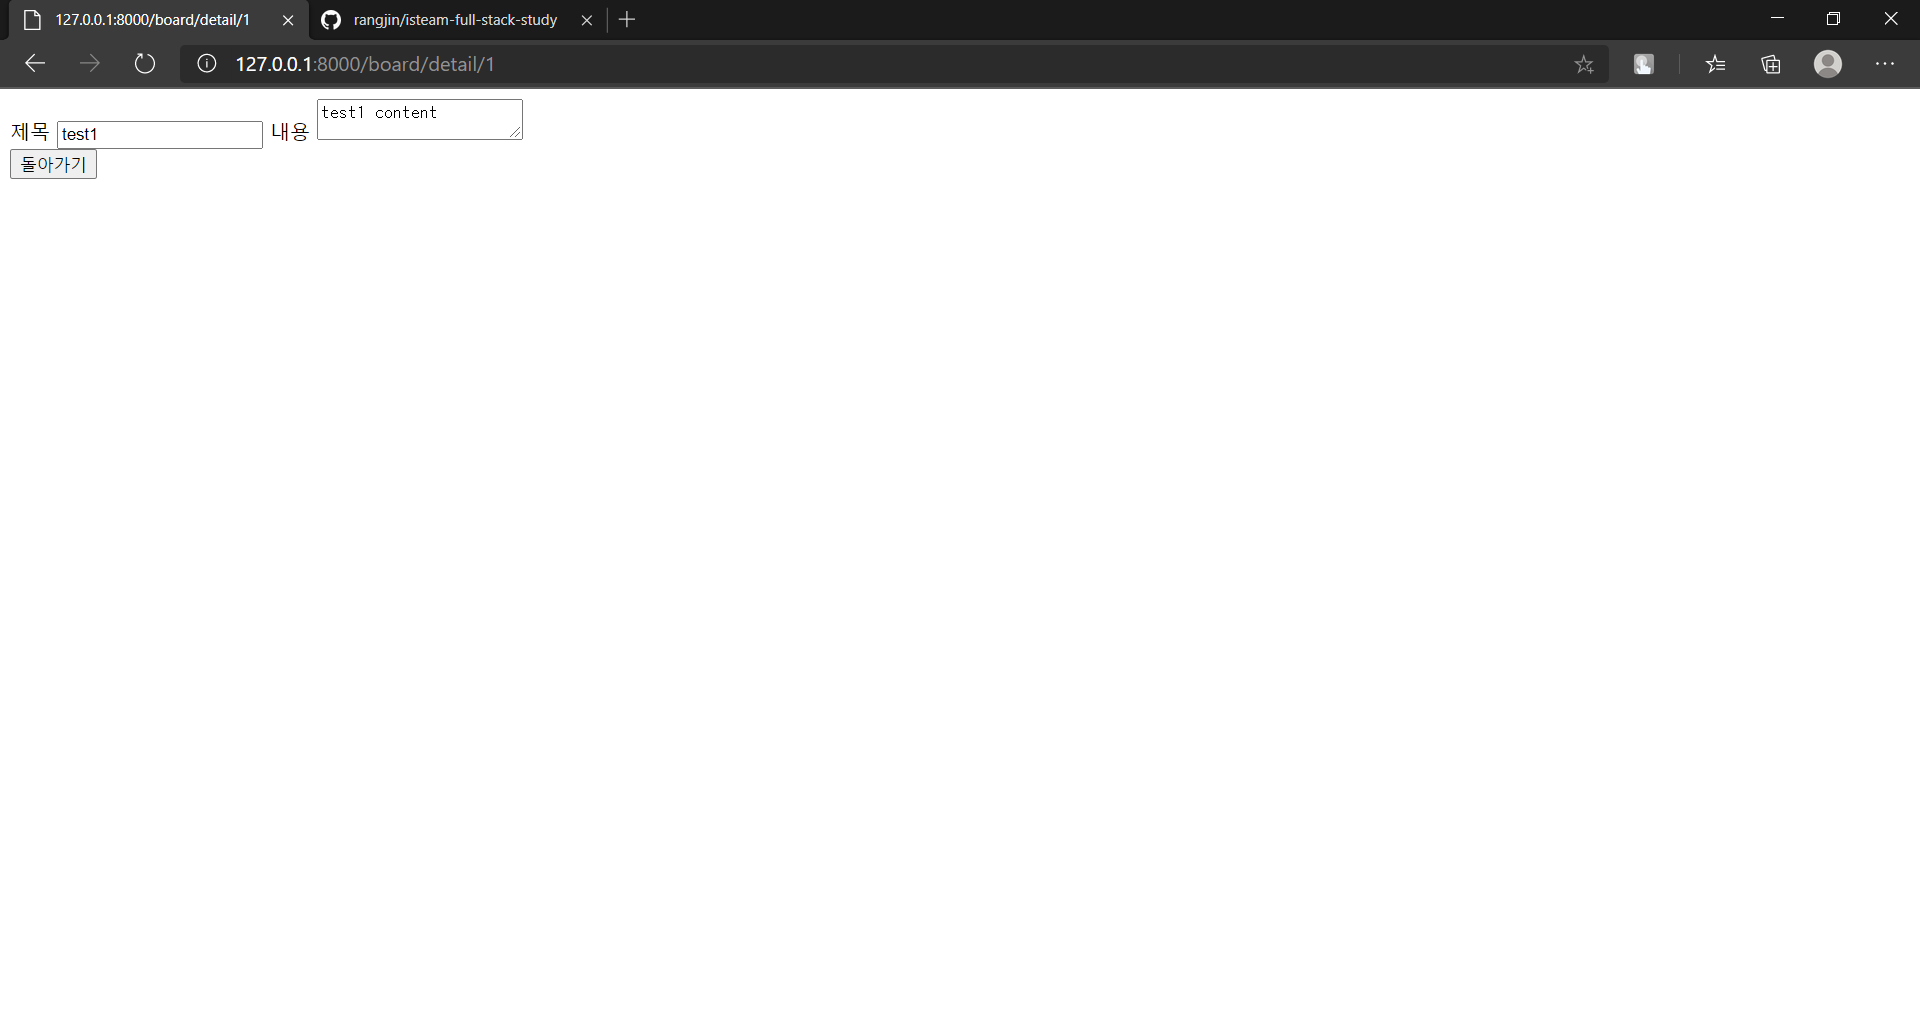 127.0.0.1:8000/board/detail/1
rangjin/isteam-full-stack-study
127.0.0.1:8000/board/detail/1
제목 test1 내용 test1 content
돌아가기